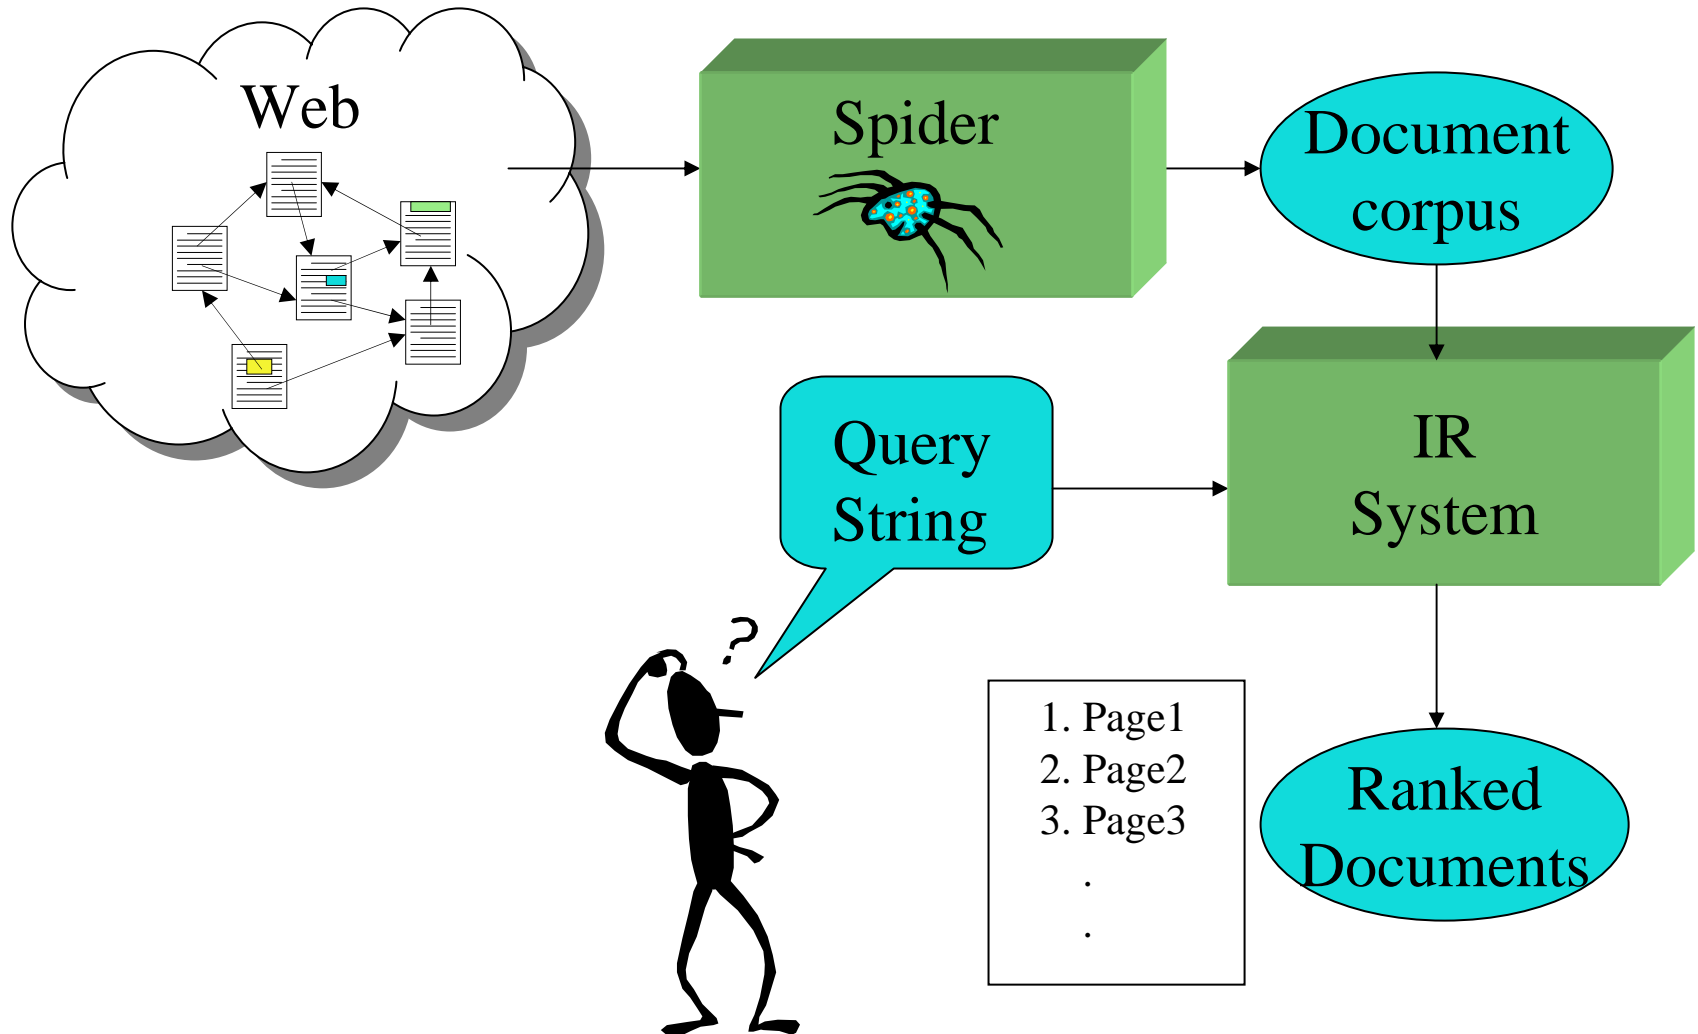 Web
Spider
Document
corpus
Query
String
IR
System
?
1. Page1
2. Page2
3. Page3
.
.
Ranked
Documents